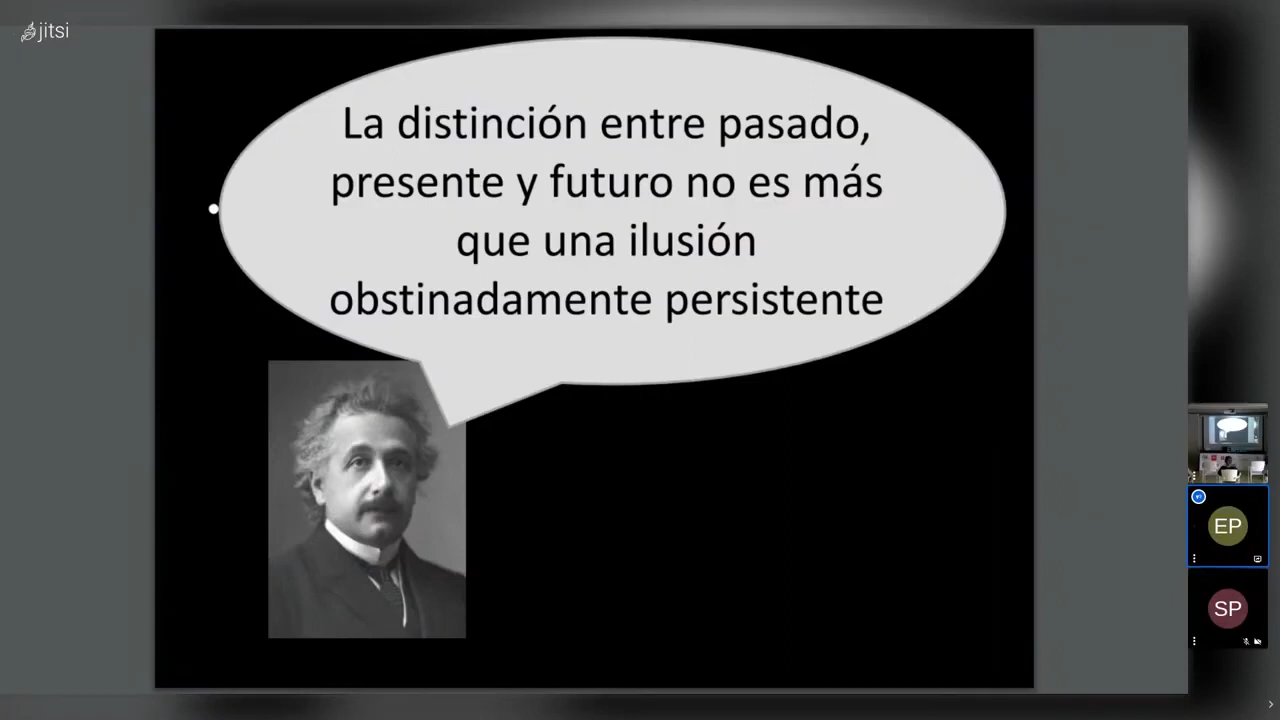 jitsi
La distinción entre pasado,
presente y futuro no es más
que una ilusión
obstinadamente persistente
EP
SP